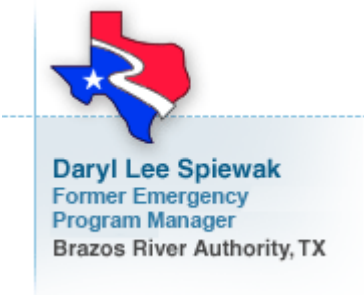 Daryl Lee Spiewak
Former Emergency
Program Manager
Brazos River Authority, TX